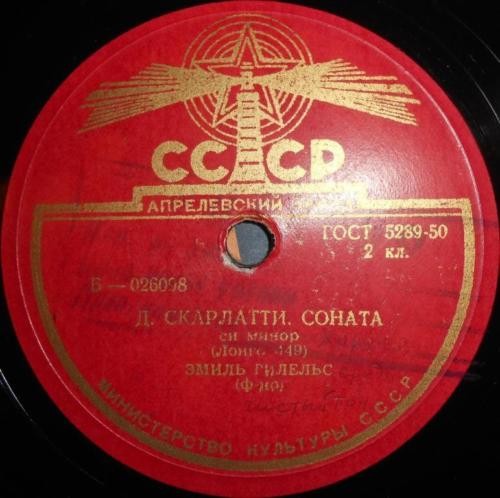 СССР
АПРЕЛЕВСКИЙ
ГОСТ 5289-50
2 кл.
Б — 026098
Д. СКАРЛАТТИ. СОНАТА
си минор
(Лонго 449)
ЭМИЛЬ ГИЛЕЛЬС
(Ф-но)
МИНИСТЕРСТВО КУЛЬТУРЫ СССР